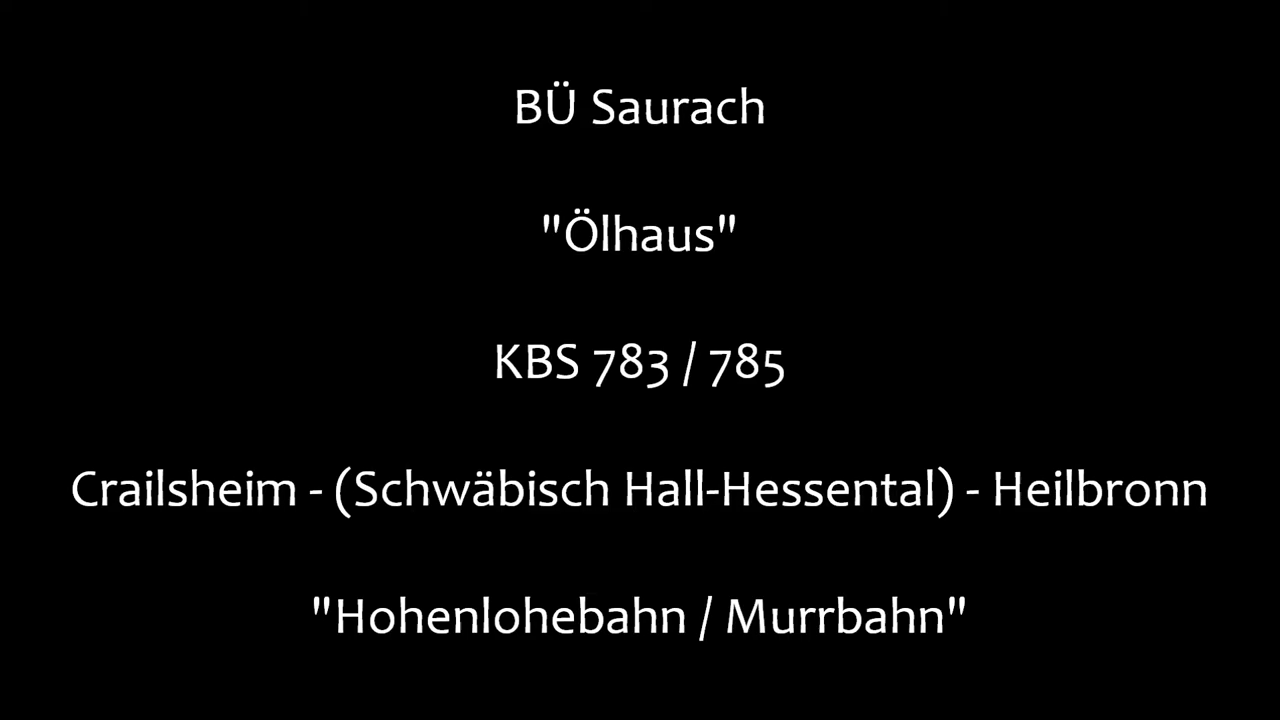 BÜ Saurach
"Ölhaus"
KBS 783 / 785
Crailsheim - (Schwäbisch Hall-Hessental) - Heilbronn
"Hohenlohebahn / Murrbahn"